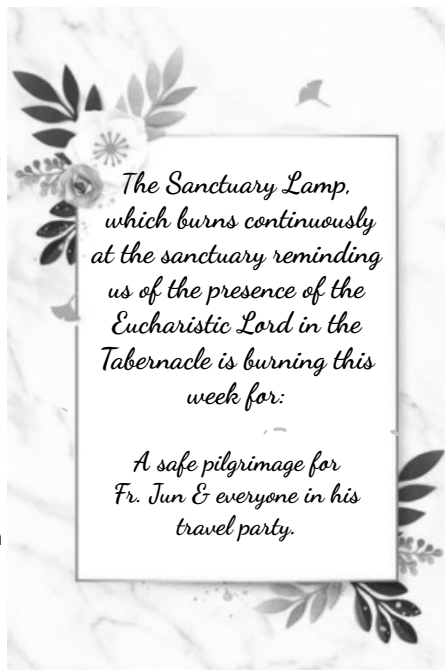 The Sanctuary Lamp,
which burns continuously
at the sanctuary reminding
us of the presence of the
Eucharistic Lord in the
Tabernacle is burning this
week for:
A safe pilgrimage for
Fr. Jun & everyone in his
travel party.